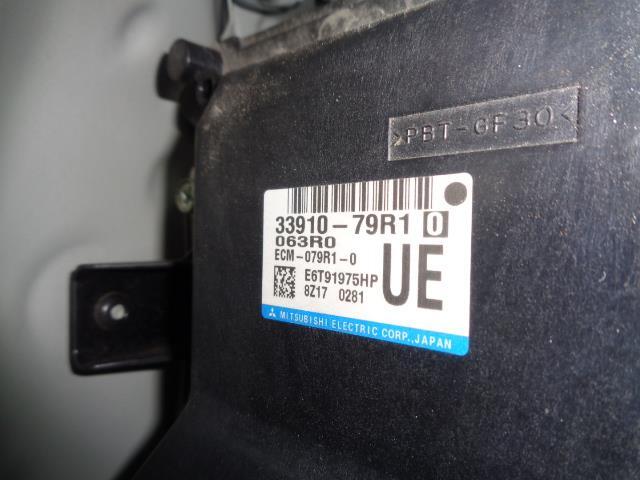 >PBT-GF30<
33910-79R1 0
063R0
ECM-079R1-0
E6T91975HP
8Z17 0281
UE
MITSUBISHI ELECTRIC CORP., JAPAN